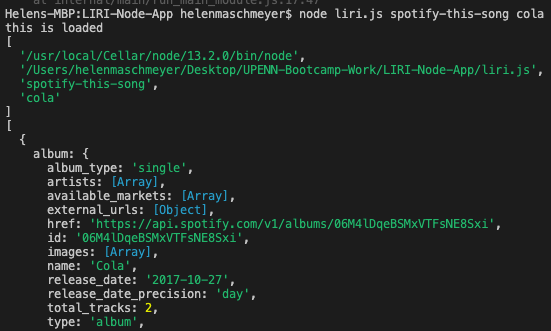 at internal/main/run_main_module.js:17:47
Helens-MBP:LIRI-Node-App helenmaschmeyer$ node liri.js spotify-this-song cola
this is loaded
[
  '/usr/local/Cellar/node/13.2.0/bin/node',
  '/Users/helenmaschmeyer/Desktop/UPENN-Bootcamp-Work/LIRI-Node-App/liri.js',
  'spotify-this-song',
  'cola'
]
[
  {
    album: {
      album_type: 'single',
      artists: [Array],
      available_markets: [Array],
      external_urls: [Object],
      href: 'https://api.spotify.com/v1/albums/06M4lDqeBSMxVTFsNE8Sxi',
      id: '06M4lDqeBSMxVTFsNE8Sxi',
      images: [Array],
      name: 'Cola',
      release_date: '2017-10-27',
      release_date_precision: 'day',
      total_tracks: 2,
      type: 'album',